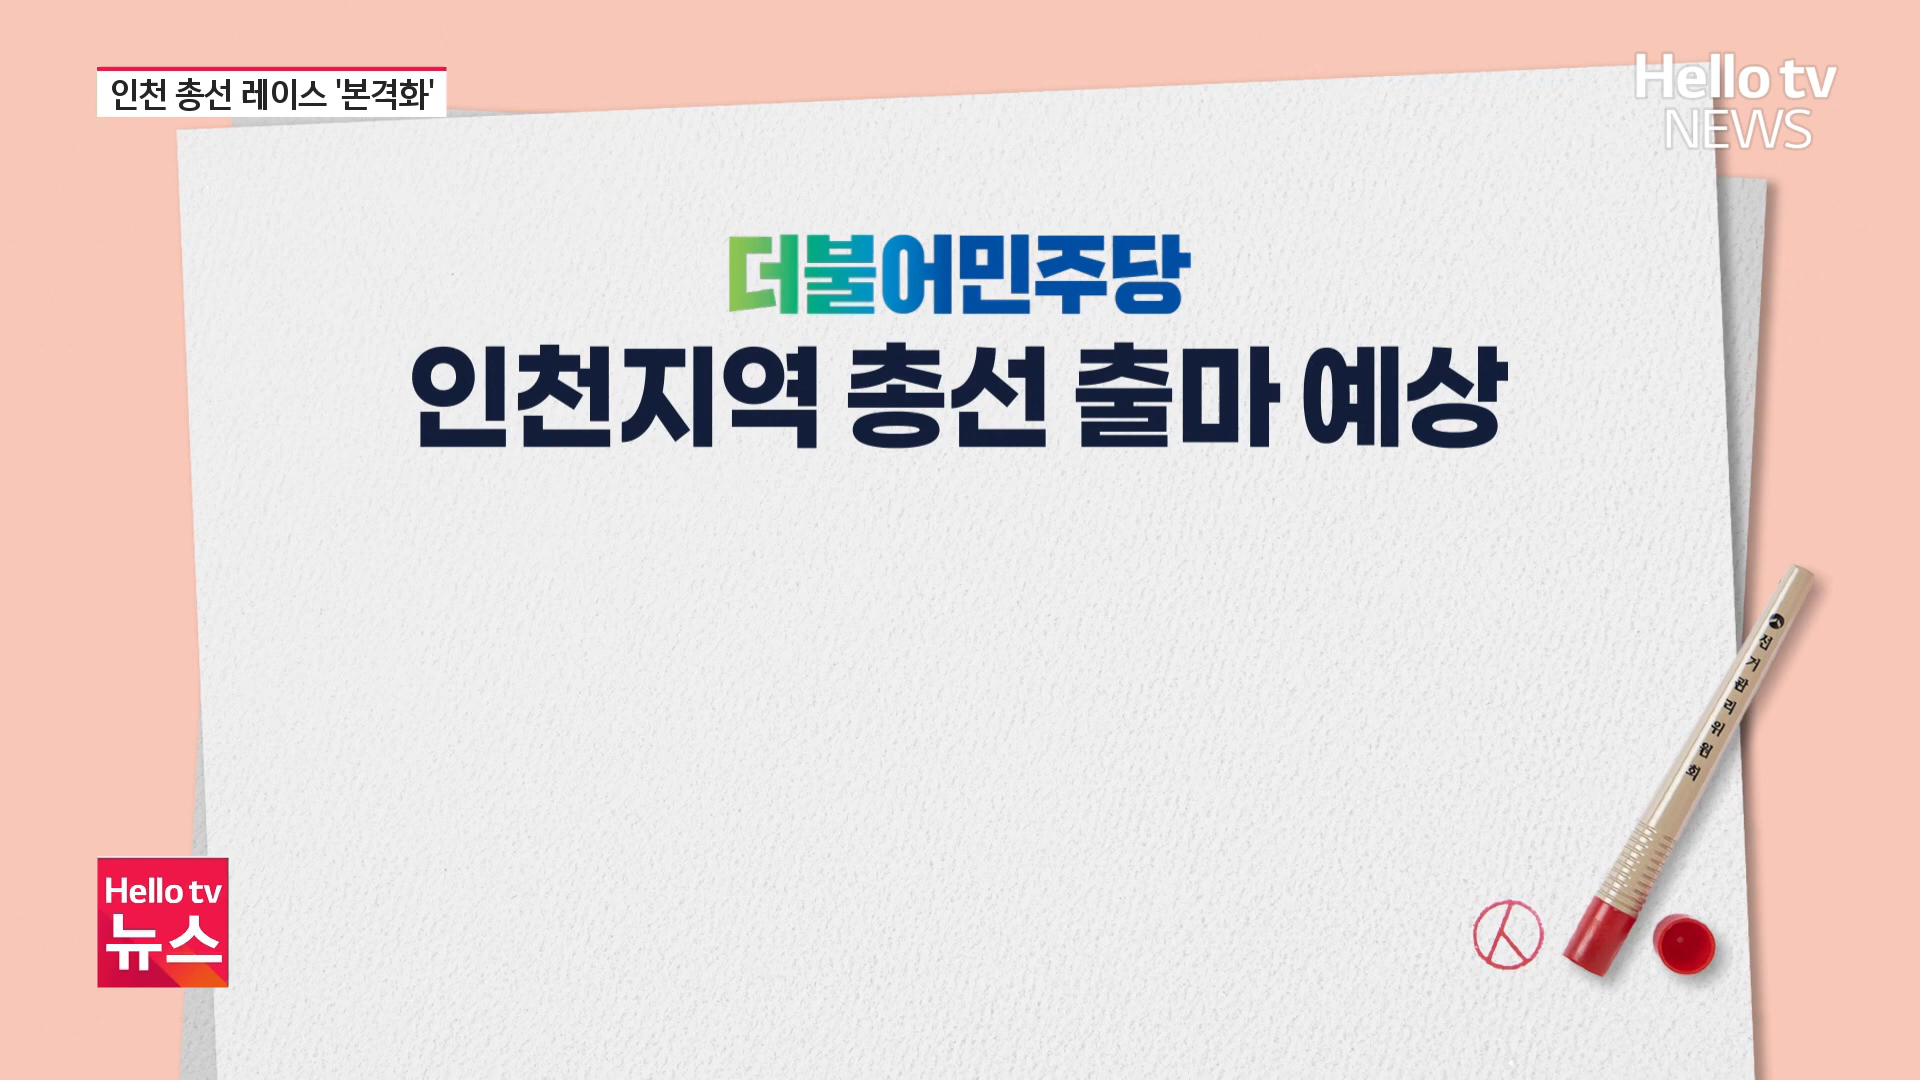 인천 총선 레이스 '본격화'
Hello tv
NEWS
더불어민주당
인천지역 총선 출마 예상
선거관리위원회
Hello tv
뉴스